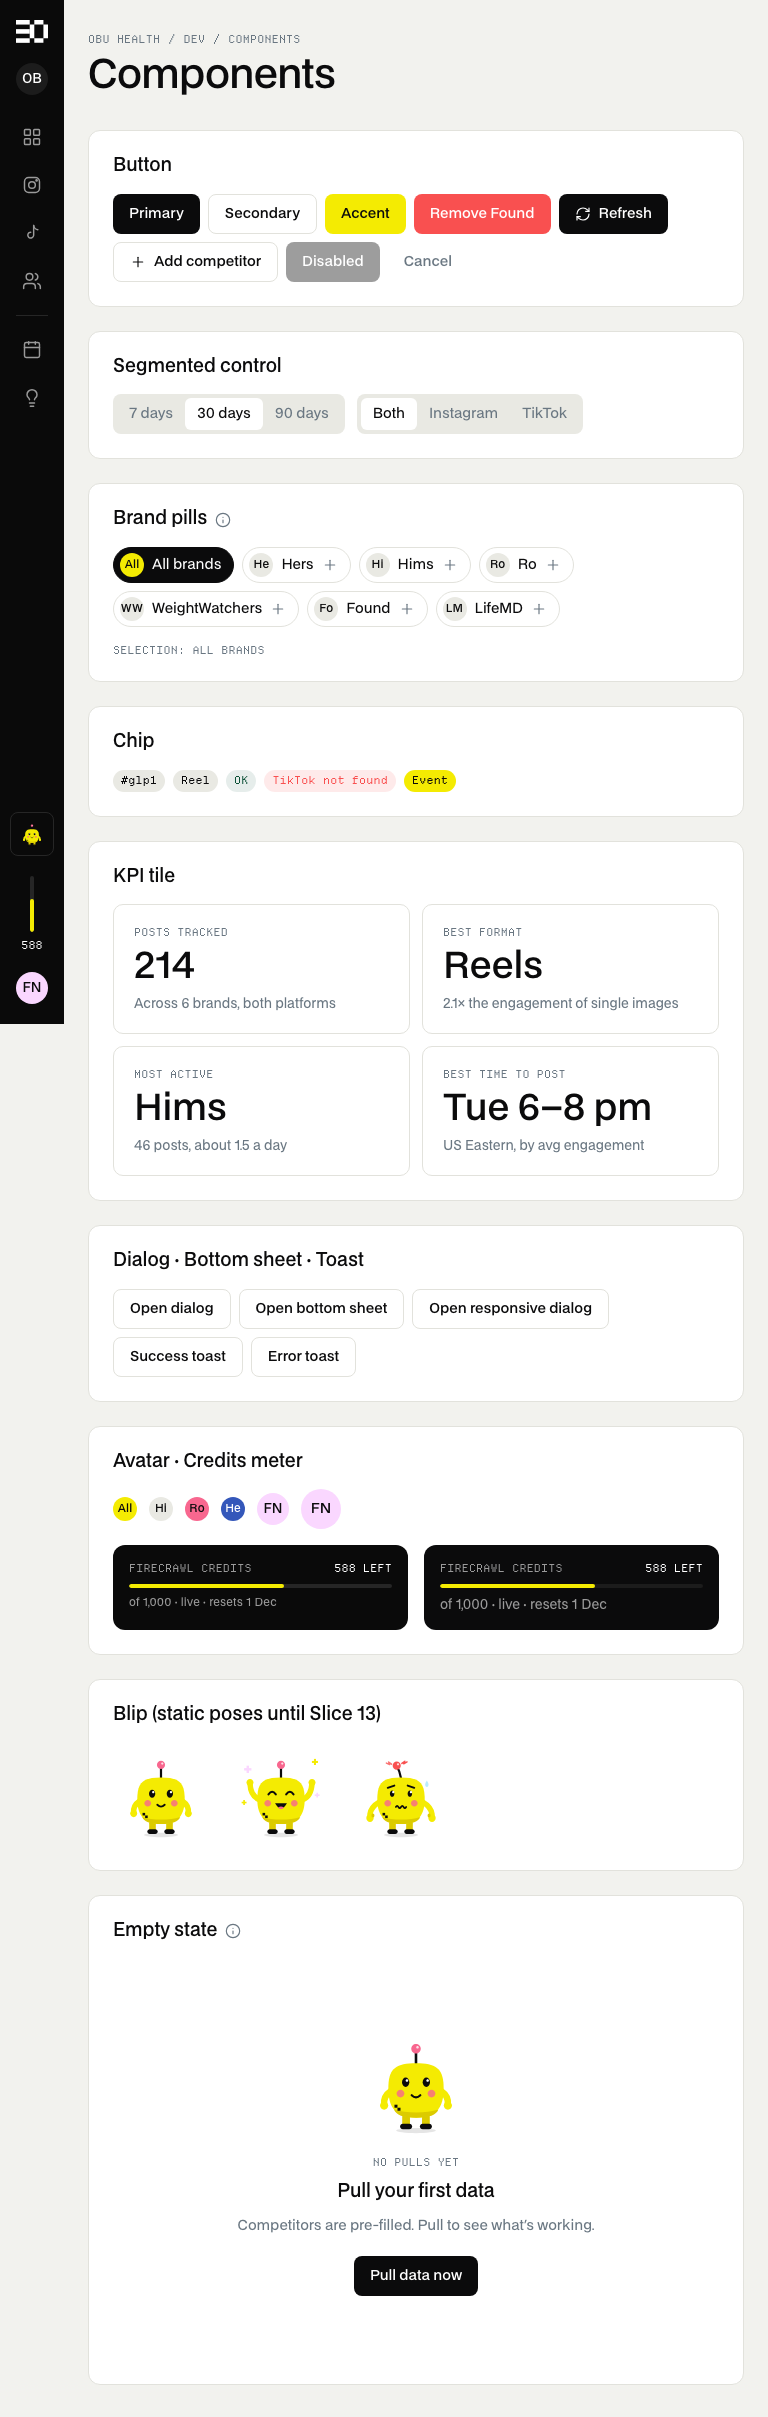 OBU HEALTH / DEV / COMPONENTS
Components
OB
Button
Primary
Secondary
Accent
Remove Found
Refresh
Add competitor
Disabled
Cancel
Segmented control
7 days
30 days
90 days
Both
Instagram
TikTok
Brand pills
All All brands
He Hers
Hi Hims
Ro Ro
WW WeightWatchers
Fo Found
LM LifeMD
SELECTION: ALL BRANDS
Chip
#glp1
Reel
OK
TikTok not found
Event
588
FN
KPI tile
POSTS TRACKED
214
Across 6 brands, both platforms
BEST FORMAT
Reels
2.1× the engagement of single images
MOST ACTIVE
Hims
46 posts, about 1.5 a day
BEST TIME TO POST
Tue 6–8 pm
US Eastern, by avg engagement
Dialog · Bottom sheet · Toast
Open dialog
Open bottom sheet
Open responsive dialog
Success toast
Error toast
Avatar · Credits meter
All
Hi
Ro
He
FN
FN
FIRECRAWL CREDITS 588 LEFT
of 1,000 · live · resets 1 Dec
FIRECRAWL CREDITS 588 LEFT
of 1,000 · live · resets 1 Dec
Blip (static poses until Slice 13)
Empty state
NO PULLS YET
Pull your first data
Competitors are pre-filled. Pull to see what's working.
Pull data now